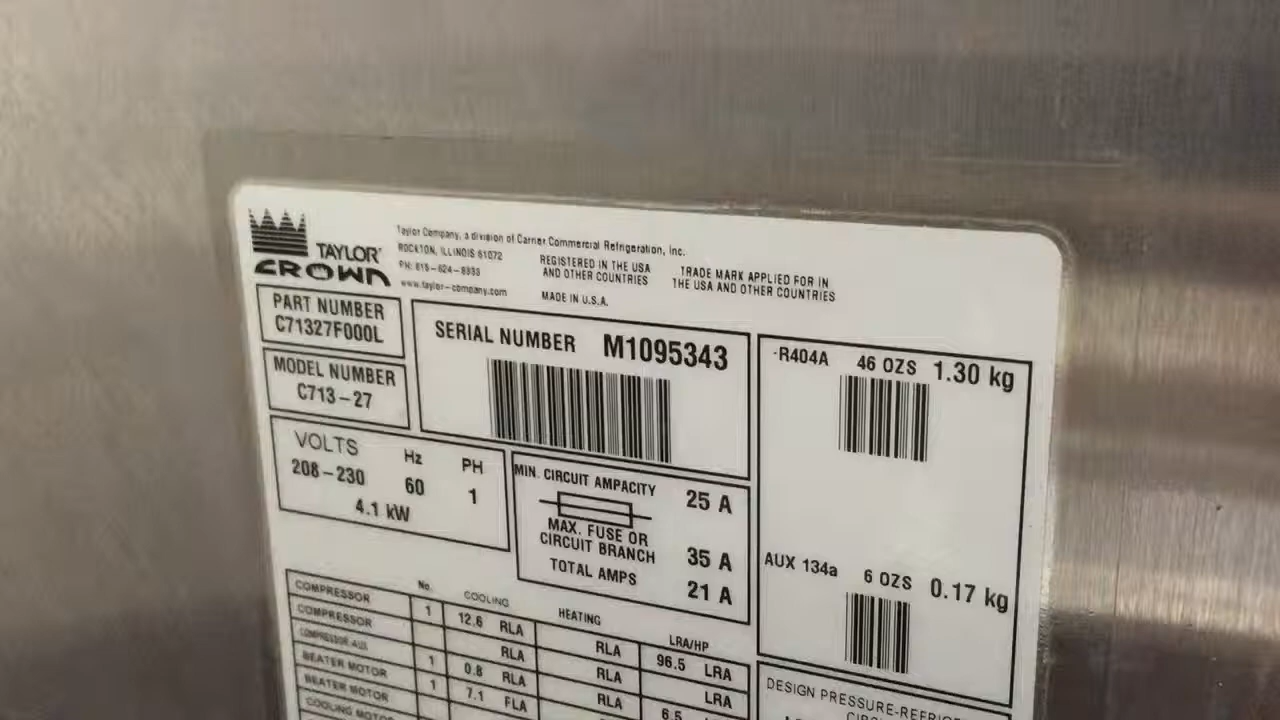 TAYLOR
CROWN
Taylor Company, a division of Carrier Commercial Refrigeration, Inc.
ROCKTON, ILLINOIS 61072
PH: 815-624-8333
www.taylor-company.com
REGISTERED IN THE USA
AND OTHER COUNTRIES
TRADE MARK APPLIED FOR IN
THE USA AND OTHER COUNTRIES
MADE IN U.S.A.
PART NUMBER
C71327F000L
MODEL NUMBER
C713-27
SERIAL NUMBER M1095343
R404A 46 OZS 1.30 kg
VOLTS Hz PH
208-230 60 1
4.1 kW
MIN. CIRCUIT AMPACITY 25 A
MAX. FUSE OR
CIRCUIT BRANCH 35 A
TOTAL AMPS 21 A
AUX 134a 6 OZS 0.17 kg
No. COOLING HEATING LRA/HP
COMPRESSOR 1 12.6 RLA RLA 96.5 LRA
COMPRESSOR RLA RLA LRA
COMPRESSOR AUX. 1 0.8 RLA RLA 6.5 LRA
BEATER MOTOR 1 7.1 FLA
BEATER MOTOR
COOLING MOTOR
DESIGN PRESSURE-REFRIG